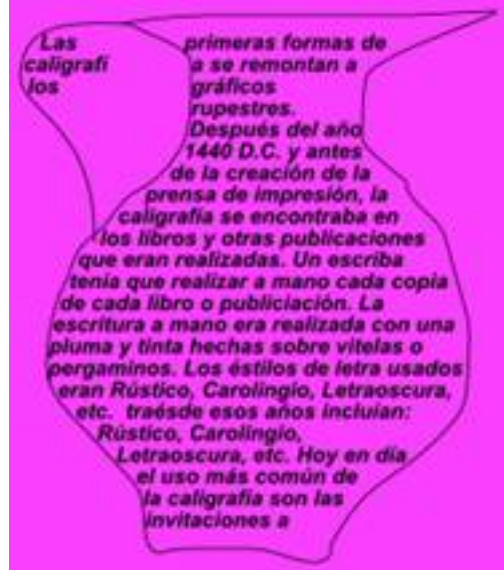 Las primeras formas de
caligrafí a se remontan a
los gráficos
rupestres.
Después del año
1440 D.C. y antes
de la creación de la
prensa de impresión, la
caligrafía se encontraba en
los libros y otras publicaciones
que eran realizadas. Un escriba
tenía que realizar a mano cada copia
de cada libro o publiciación. La
escritura a mano era realizada con una
pluma y tinta hechas sobre vitelas o
pergaminos. Los éstilos de letra usados
eran Rústico, Carolingio, Letraoscura,
etc. traésde esos años incluían:
Rústico, Carolingio,
Letraoscura, etc. Hoy en día
el uso más común de
la caligrafía son las
invitaciones a